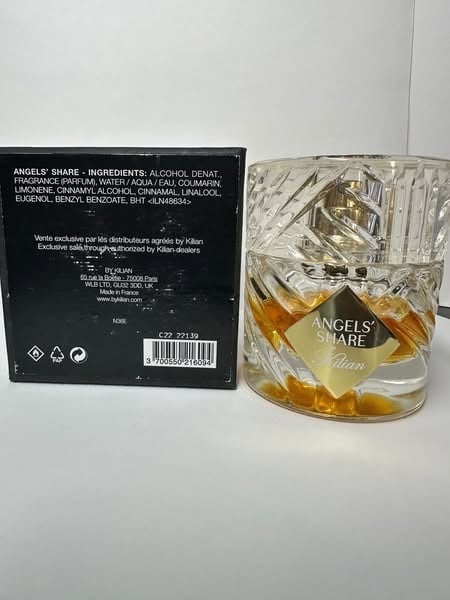 ANGELS' SHARE - INGREDIENTS: ALCOHOL DENAT.,
FRAGRANCE (PARFUM), WATER / AQUA / EAU, COUMARIN,
LIMONENE, CINNAMYL ALCOHOL, CINNAMAL, LINALOOL,
EUGENOL, BENZYL BENZOATE, BHT <ILN48634>
Vente exclusive par lés distributeurs agréés by Kilian
Exclusive sale through authorized by Kilian-dealers
BY KILIAN
65 rue la Boétie - 75008 Paris
WLB LTD, GU32 3DD, UK
Made in France
www.bykilian.com
N36E
C22 22139
3 700550 216094
PAP
ANGELS'
SHARE
Kilian